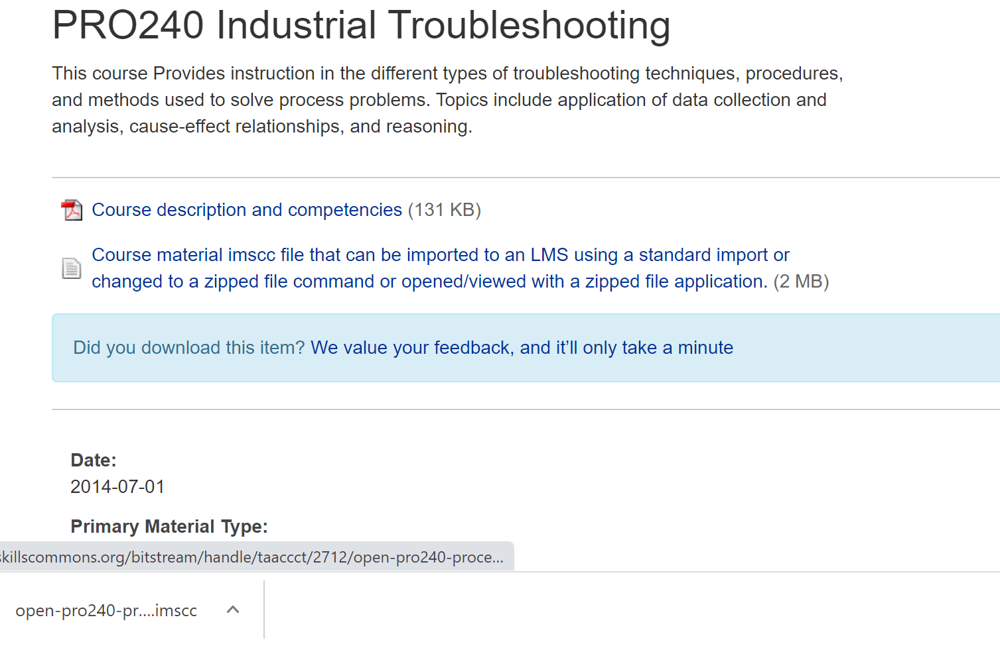 PRO240 Industrial Troubleshooting
This course Provides instruction in the different types of troubleshooting techniques, procedures,
and methods used to solve process problems. Topics include application of data collection and
analysis, cause-effect relationships, and reasoning.
Course description and competencies (131 KB)
Course material imscc file that can be imported to an LMS using a standard import or
changed to a zipped file command or opened/viewed with a zipped file application. (2 MB)
Did you download this item? We value your feedback, and it’ll only take a minute
Date:
2014-07-01
Primary Material Type:
skillscommons.org/bitstream/handle/taaccct/2712/open-pro240-proce...
open-pro240-pr....imscc